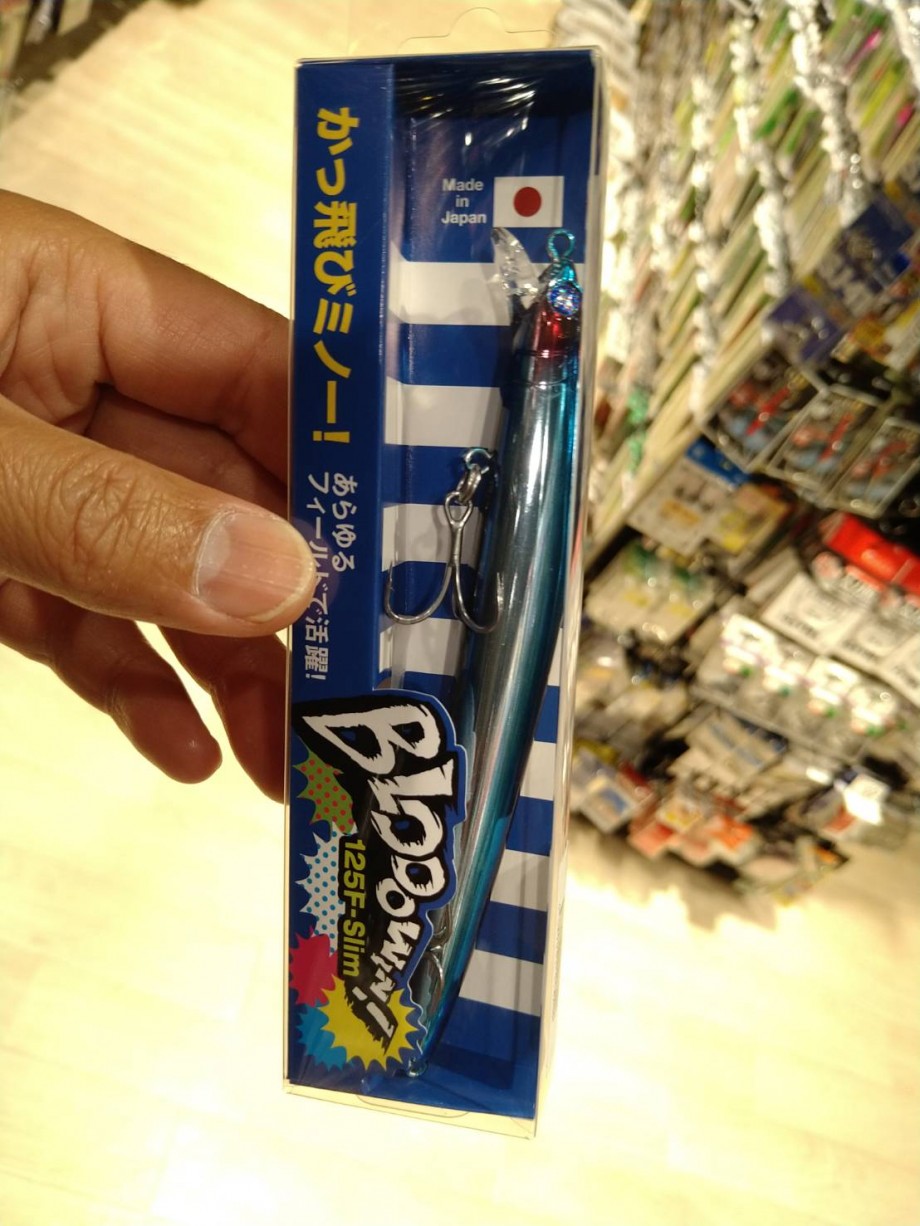 かっ飛びミノー!
あらゆる
フィールドで活躍!
Made
in
Japan
BLOOOWIN!
125F-Slim